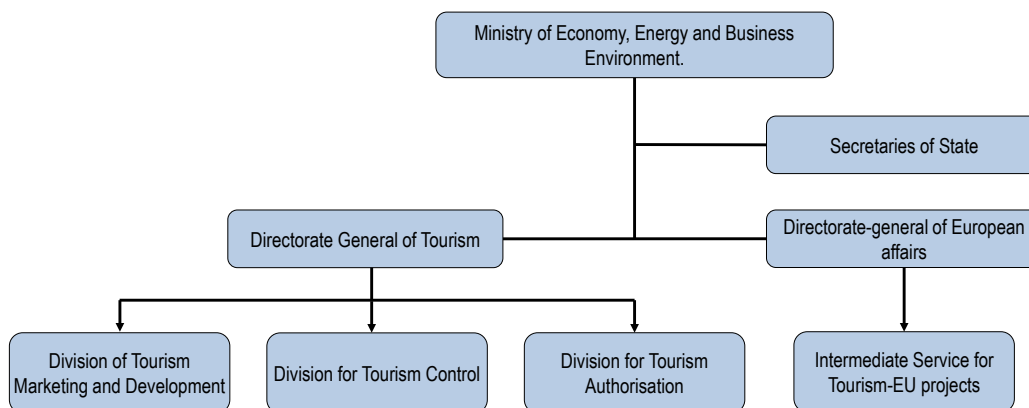 Ministry of Economy, Energy and Business
Environment.
Secretaries of State
Directorate General of Tourism
Directorate-general of European
affairs
Division of Tourism
Marketing and Development
Division for Tourism Control
Division for Tourism
Authorisation
Intermediate Service for
Tourism-EU projects